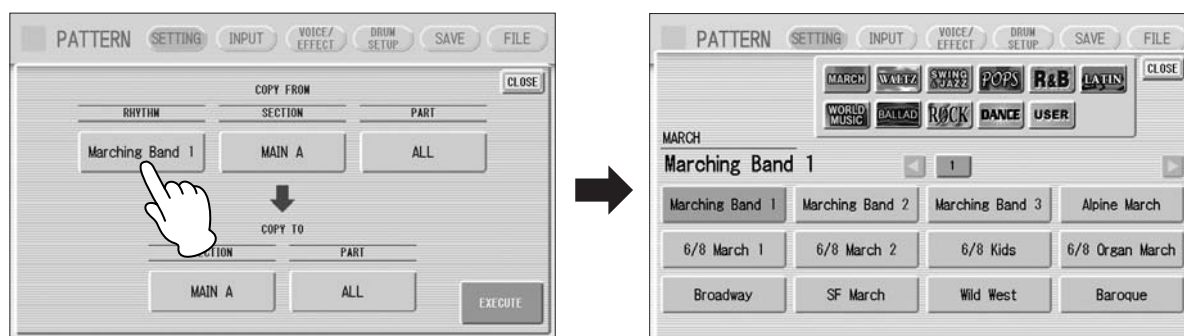 PATTERN SETTING INPUT VOICE/EFFECT DRUM SETUP SAVE FILE
CLOSE
COPY FROM
RHYTHM SECTION PART
Marching Band 1 MAIN A ALL
COPY TO
SECTION PART
MAIN A ALL
EXECUTE
PATTERN SETTING INPUT VOICE/EFFECT DRUM SETUP SAVE FILE
CLOSE
MARCH WALTZ SWING &JAZZ POPS R&B LATIN
WORLD MUSIC BALLAD ROCK DANCE USER
MARCH
Marching Band 1 1
Marching Band 1 Marching Band 2 Marching Band 3 Alpine March
6/8 March 1 6/8 March 2 6/8 Kids 6/8 Organ March
Broadway SF March Wild West Baroque